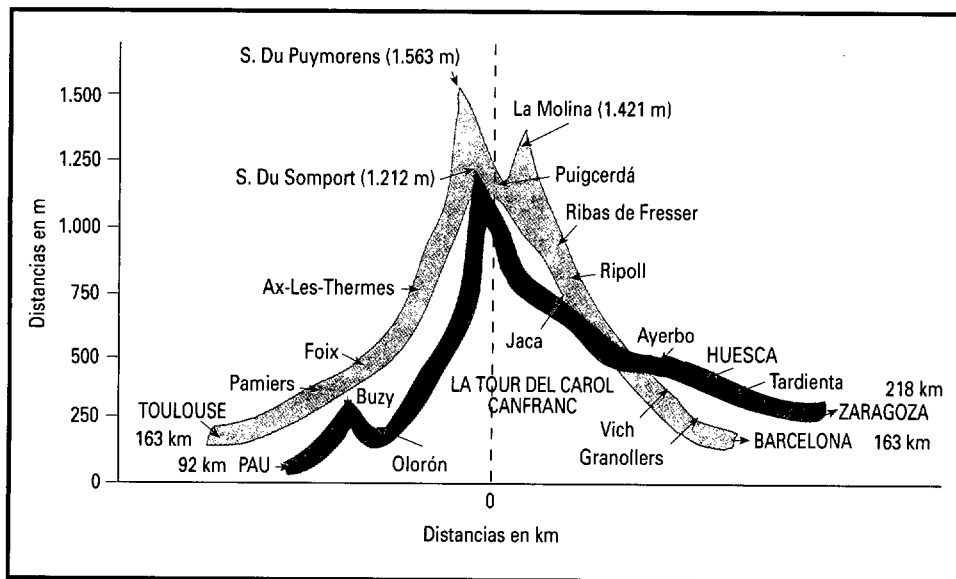 S. Du Puymorens (1.563 m)
1.500
La Molina (1.421 m)
1.250
S. Du Somport (1.212 m)
Puigcerdá
Ribas de Fresser
1.000
Distancias en m
Ax-Les-Thermes
Ripoll
750
Jaca
Ayerbo
Foix
500
HUESCA
Pamiers
Buzy
LA TOUR DEL CAROL
CANFRANC
Tardienta
218 km
TOULOUSE
250
ZARAGOZA
163 km
Vich
BARCELONA
163 km
92 km
PAU
Olorón
Granollers
0
0
Distancias en km